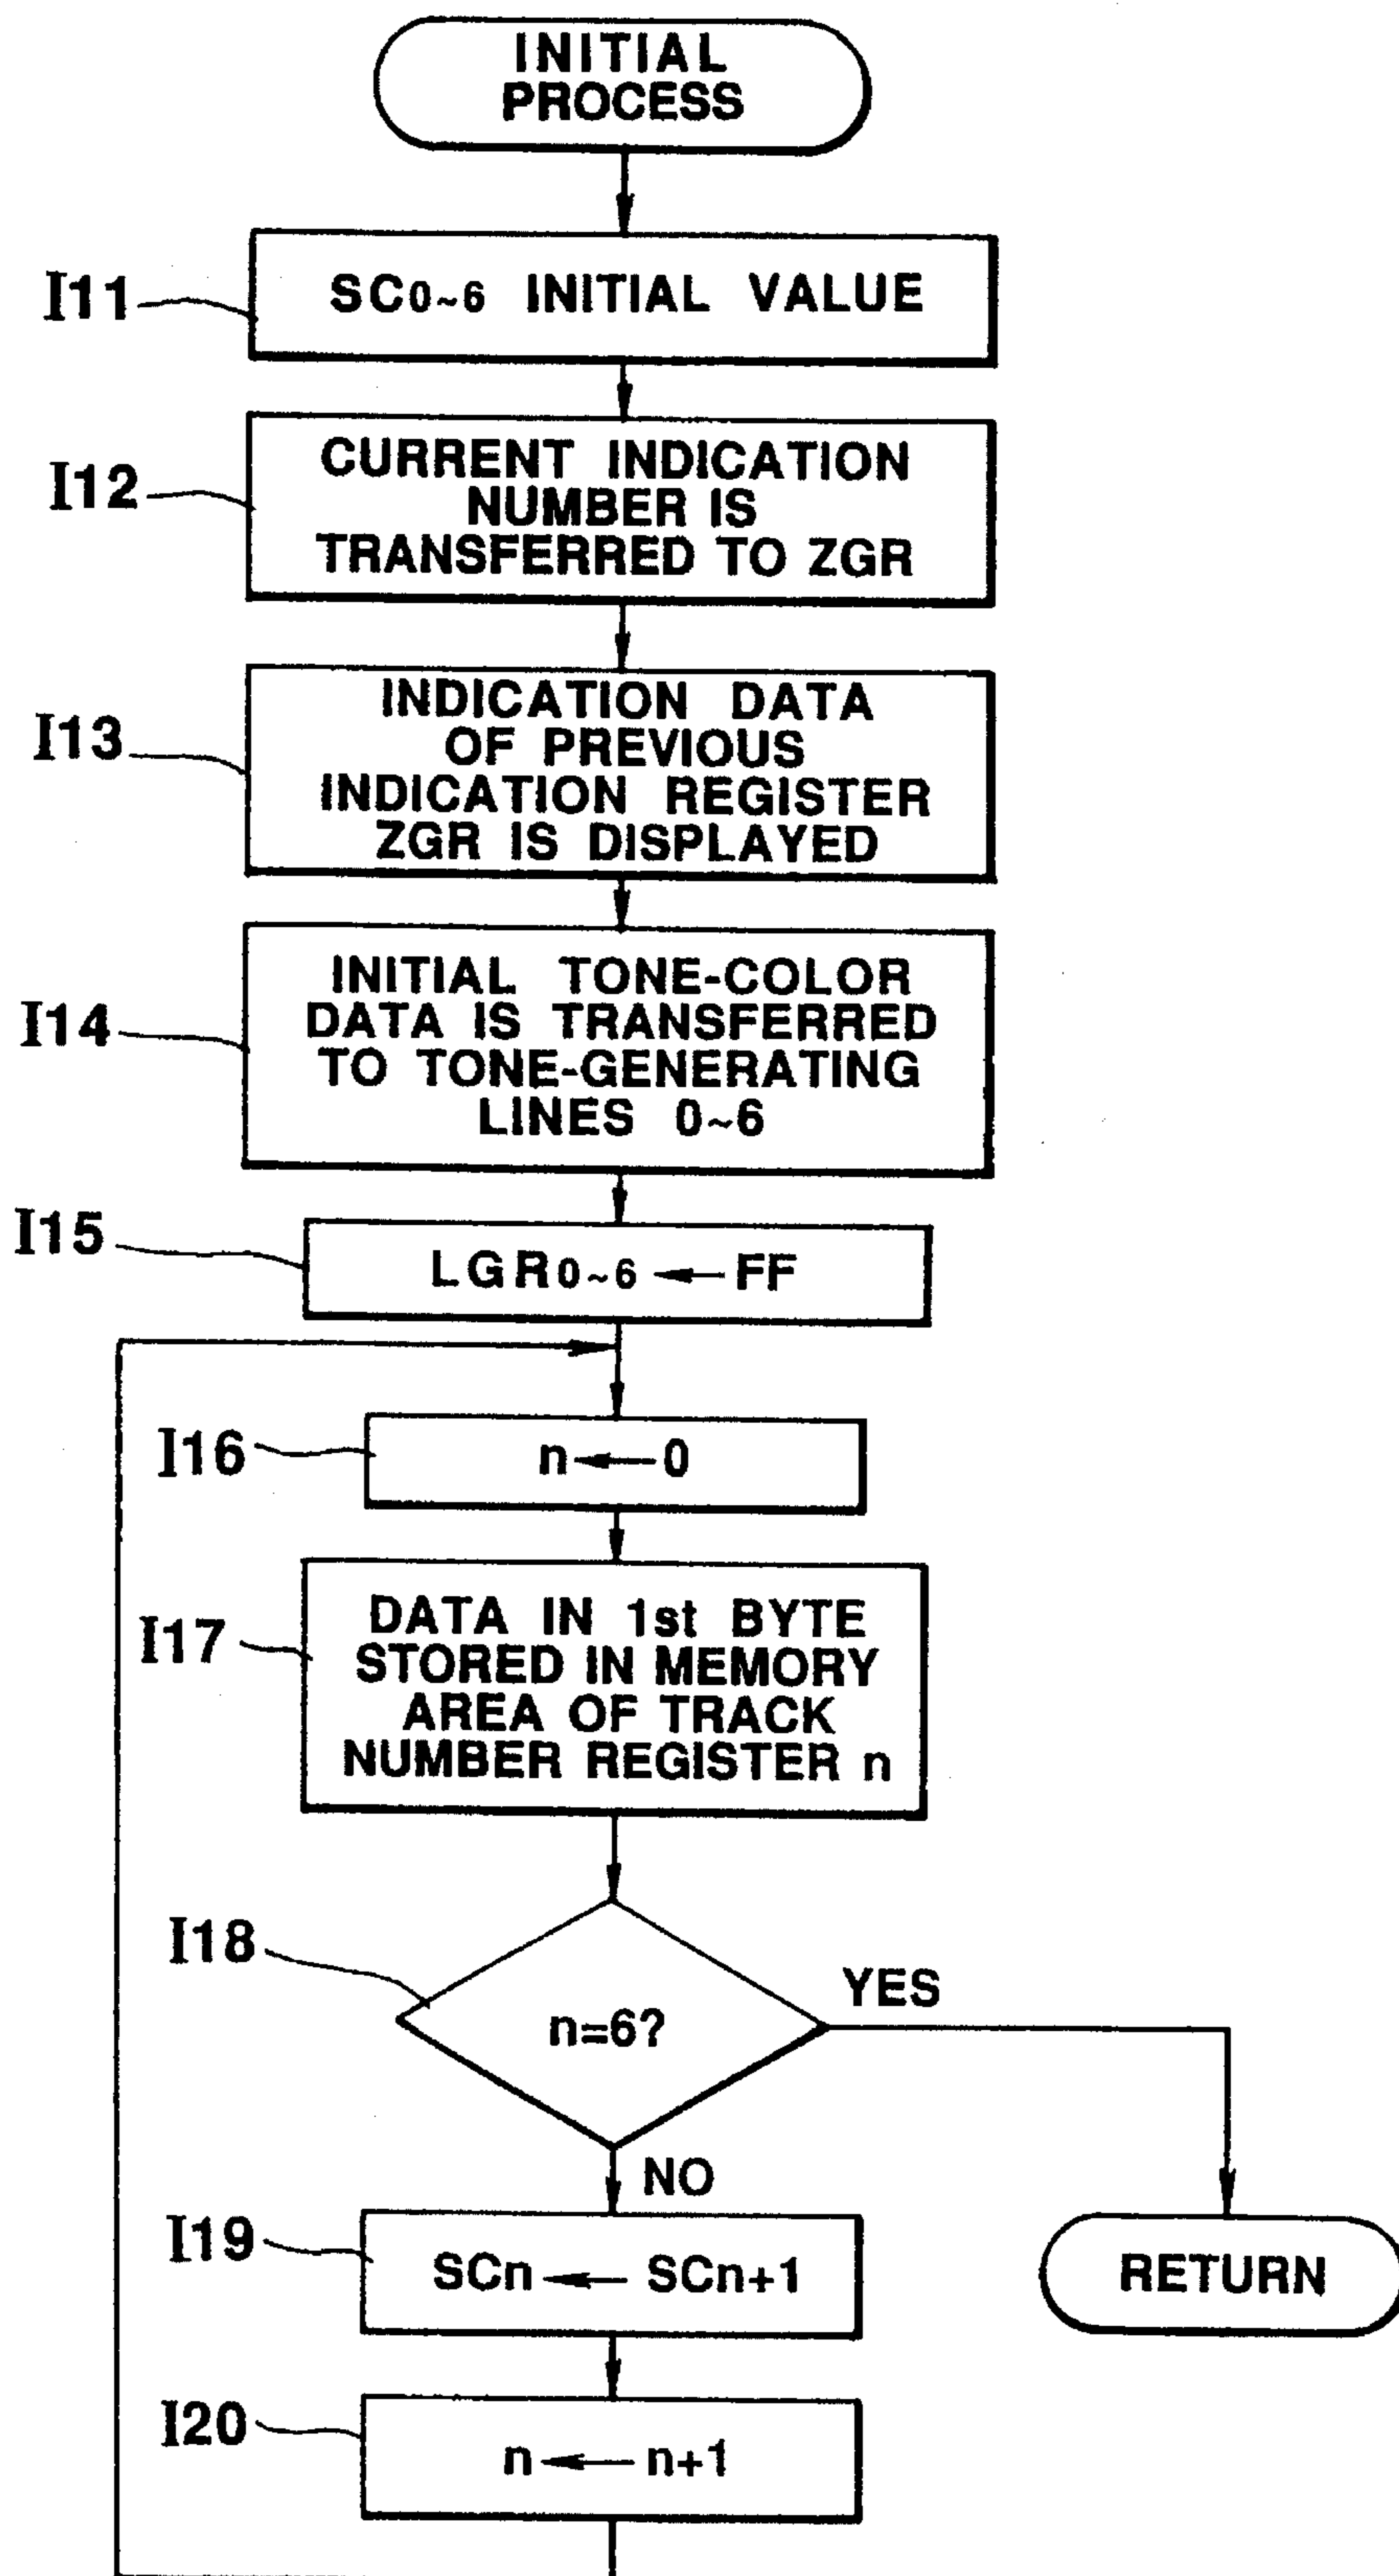 INITIAL
PROCESS
I11
SC0~6 INITIAL VALUE
I12
CURRENT INDICATION
NUMBER IS
TRANSFERRED TO ZGR
I13
INDICATION DATA
OF PREVIOUS
INDICATION REGISTER
ZGR IS DISPLAYED
I14
INITIAL TONE-COLOR
DATA IS TRANSFERRED
TO TONE-GENERATING
LINES 0~6
I15
LGR0~6 ← FF
I16
n ← 0
I17
DATA IN 1st BYTE
STORED IN MEMORY
AREA OF TRACK
NUMBER REGISTER n
I18
n=6?
YES
NO
I19
SCn ← SCn+1
RETURN
I20
n ← n+1